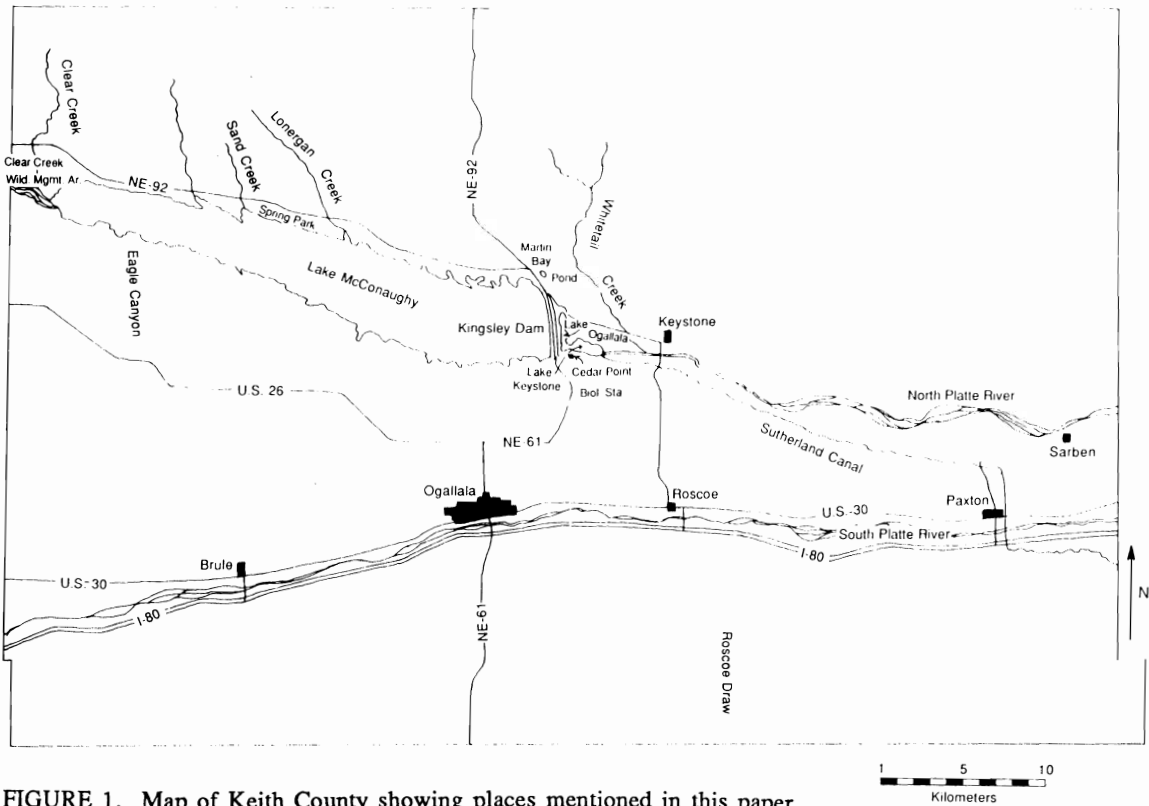 Clear Creek
Clear Creek
Wild. Mgmt. Ar.
NE-92
Sand Creek
Lonergan Creek
Spring Park
Eagle Canyon
Lake McConaughy
NE-92
Whitetail Creek
Martin
Bay
Pond
Kingsley Dam
Lake
Ogallala
Keystone
Lake
Keystone
Cedar Point
Biol Sta
U.S. 26
NE-61
North Platte River
Sutherland Canal
Sarben
Ogallala
Roscoe
U.S.-30
Paxton
South Platte River
I-80
Brule
U.S.-30
I-80
NE-61
Roscoe Draw
N
1 5 10
Kilometers
FIGURE 1. Map of Keith County showing places mentioned in this paper.